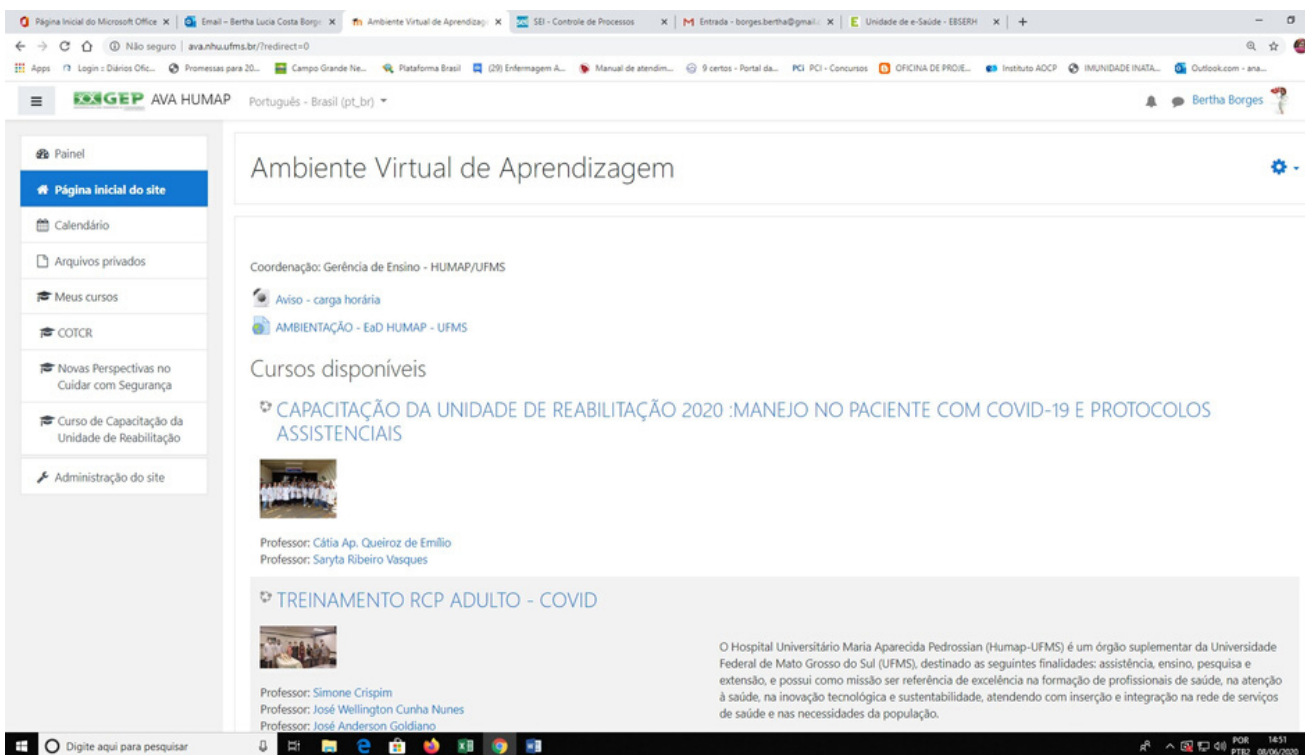 Página Inicial do Microsoft Office
Email – Bertha Lucia Costa Borge
Ambiente Virtual de Aprendizag
SEI - Controle de Processos
Entrada - borges.bertha@gmail.
Unidade de e-Saúde - EBSERH
Não seguro | ava.nhu.ufms.br/?redirect=0
Apps
Login :: Diários Ofic...
Promessas para 20...
Campo Grande Ne...
Plataforma Brasil
(29) Enfermagem A...
Manual de atendim...
9 certos - Portal da...
PCI PCI - Concursos
OFICINA DE PROJE...
Instituto AOCP
IMUNIDADE INATA...
Outlook.com - ana...
GEP AVA HUMAP Português - Brasil (pt_br)
Bertha Borges
Painel
Página inicial do site
Calendário
Arquivos privados
Meus cursos
COTCR
Novas Perspectivas no
Cuidar com Segurança
Curso de Capacitação da
Unidade de Reabilitação
Administração do site
Ambiente Virtual de Aprendizagem
Coordenação: Gerência de Ensino - HUMAP/UFMS
Aviso - carga horária
AMBIENTAÇÃO - EaD HUMAP - UFMS
Cursos disponíveis
CAPACITAÇÃO DA UNIDADE DE REABILITAÇÃO 2020 :MANEJO NO PACIENTE COM COVID-19 E PROTOCOLOS
ASSISTENCIAIS
Professor: Cátia Ap. Queiroz de Emílio
Professor: Saryta Ribeiro Vasques
TREINAMENTO RCP ADULTO - COVID
Professor: Simone Crispim
Professor: José Wellington Cunha Nunes
Professor: José Anderson Goldiano
O Hospital Universitário Maria Aparecida Pedrossian (Humap-UFMS) é um órgão suplementar da Universidade
Federal de Mato Grosso do Sul (UFMS), destinado as seguintes finalidades: assistência, ensino, pesquisa e
extensão, e possui como missão ser referência de excelência na formação de profissionais de saúde, na atenção
à saúde, na inovação tecnológica e sustentabilidade, atendendo com inserção e integração na rede de serviços
de saúde e nas necessidades da população.
Digite aqui para pesquisar
POR
PTB2
14:51
08/06/2020